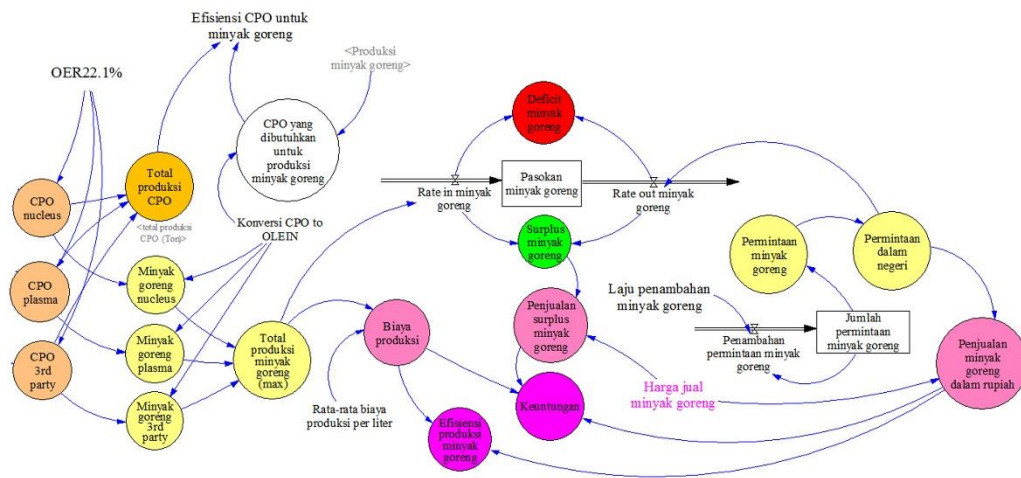 Efisiensi CPO untuk
minyak goreng
<Produksi
minyak goreng>
OER22.1%
CPO yang
dibutuhkan
untuk
produksi
minyak goreng
Deficit
minyak
goreng
Total
produksi
CPO
<total produksi
CPO (Ton)>
CPO
nucleus
Pasokan
minyak goreng
Rate in minyak
goreng
Rate out minyak
goreng
Konversi CPO to
OLEIN
Surplus
minyak
goreng
Permintaan
minyak
goreng
Permintaan
dalam
negeri
CPO
plasma
Minyak
goreng
nucleus
Laju penambahan
minyak goreng
Penjualan
surplus
minyak
goreng
Biaya
produksi
Jumlah
permintaan
minyak goreng
Penambahan
permintaan minyak
goreng
Minyak
goreng
plasma
Total
produksi
minyak
goreng
(max)
CPO
3rd
party
Penjualan
minyak
goreng
dalam rupiah
Harga jual
minyak goreng
Keuntungan
Minyak
goreng
3rd
party
Rata-rata biaya
produksi per liter
Efisiensi
produksi
minyak
goreng